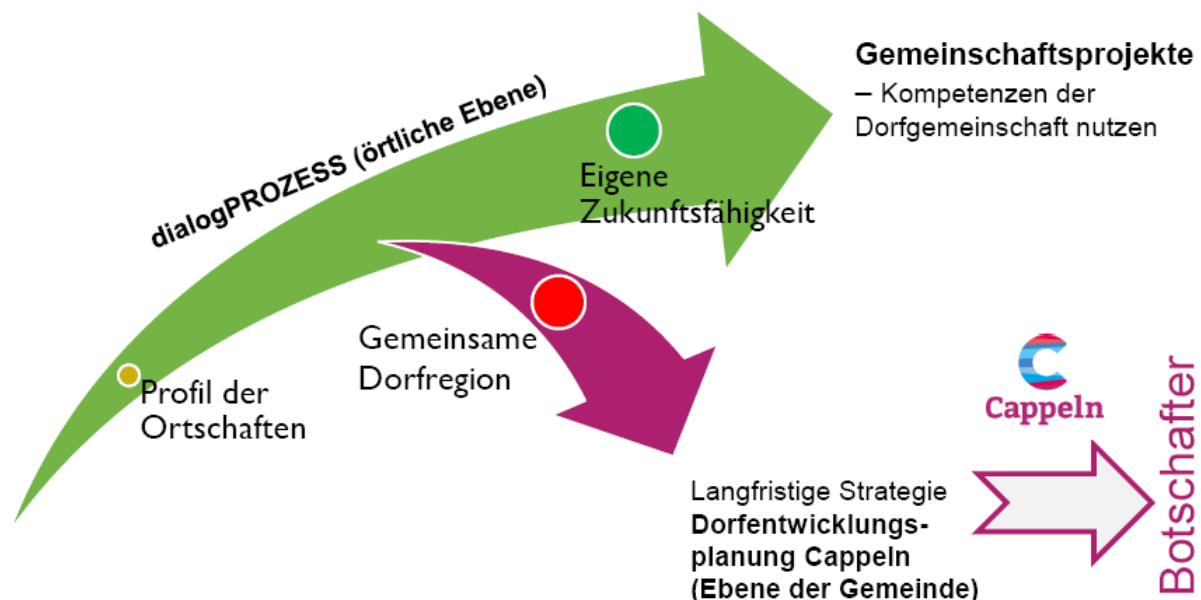 dialogPROZESS (örtliche Ebene)
Gemeinschaftsprojekte
– Kompetenzen der
Dorfgemeinschaft nutzen
Eigene
Zukunftsfähigkeit
Gemeinsame
Dorfregion
Profil der
Ortschaften
Cappeln
Langfristige Strategie
Dorfentwicklungs-
planung Cappeln
(Ebene der Gemeinde)
Botschafter